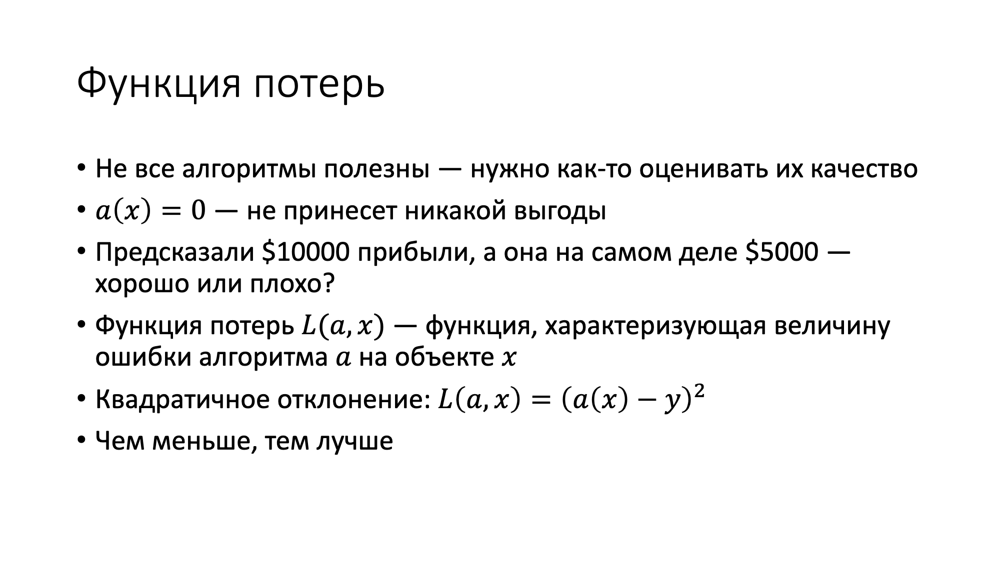 Функция потерь
• Не все алгоритмы полезны — нужно как-то оценивать их качество
• a(x) = 0 — не принесет никакой выгоды
• Предсказали $10000 прибыли, а она на самом деле $5000 —
хорошо или плохо?
• Функция потерь L(a, x) — функция, характеризующая величину
ошибки алгоритма a на объекте x
• Квадратичное отклонение: L(a, x) = (a(x) − y)²
• Чем меньше, тем лучше